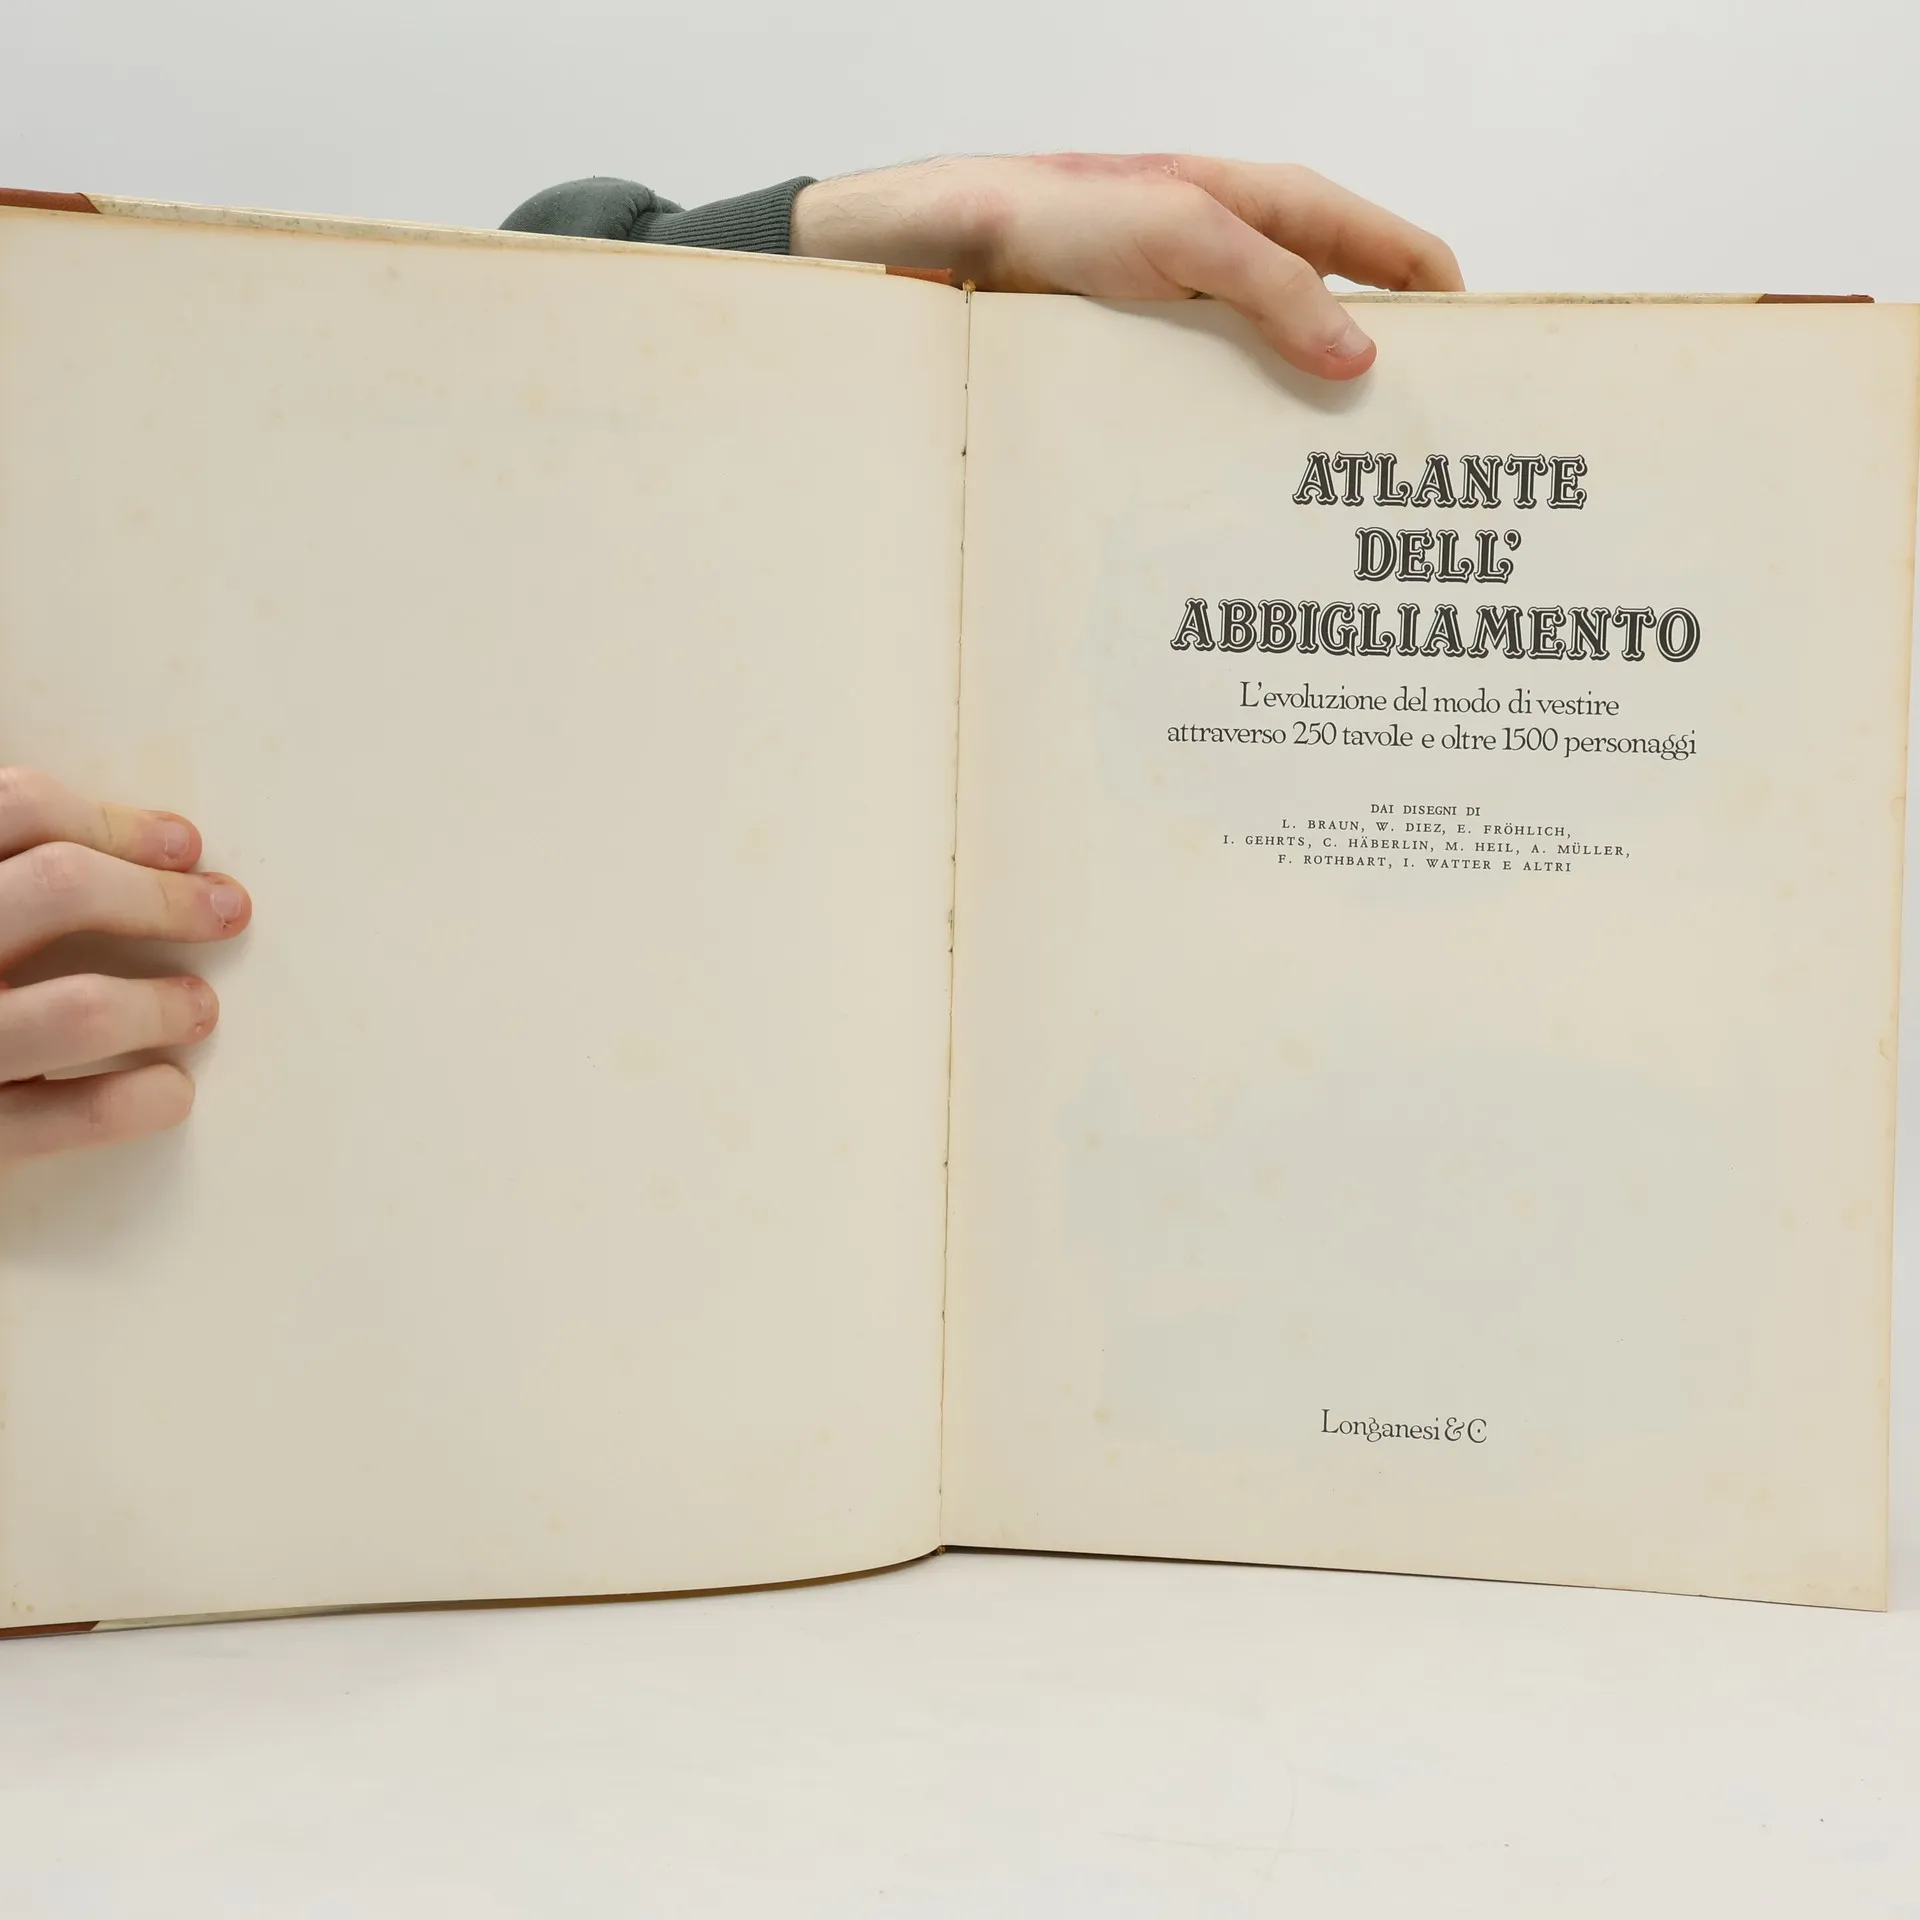 ATLANTE
DELL'
ABBIGLIAMENTO
L'evoluzione del modo di vestire
attraverso 250 tavole e oltre 1500 personaggi
DAI DISEGNI DI
L. BRAUN, W. DIEZ, E. FRÖHLICH,
I. GEHRTS, C. HÄBERLIN, M. HEIL, A. MÜLLER,
F. ROTHBART, I. WATTER E ALTRI
Longanesi & C